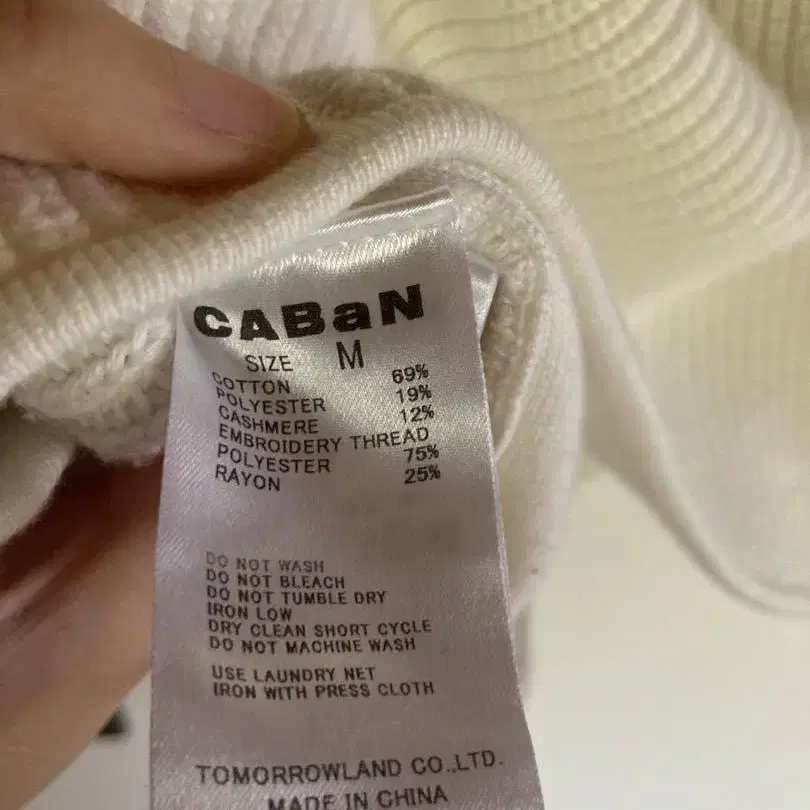 CABaN
SIZE M
COTTON 69%
POLYESTER 19%
CASHMERE 12%
EMBROIDERY THREAD
POLYESTER 75%
RAYON 25%
DO NOT WASH
DO NOT BLEACH
DO NOT TUMBLE DRY
IRON LOW
DRY CLEAN SHORT CYCLE
DO NOT MACHINE WASH
USE LAUNDRY NET
IRON WITH PRESS CLOTH
TOMORROWLAND CO.,LTD.
MADE IN CHINA